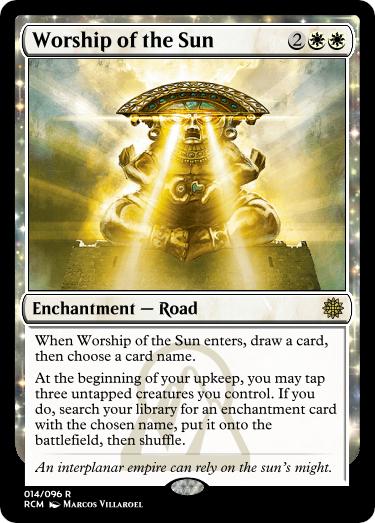 Worship of the Sun 2
Enchantment — Road
When Worship of the Sun enters, draw a card,
then choose a card name.
At the beginning of your upkeep, you may tap
three untapped creatures you control. If you
do, search your library for an enchantment card
with the chosen name, put it onto the
battlefield, then shuffle.
An interplanar empire can rely on the sun's might.
014/096 R
RCM Marcos Villaroel